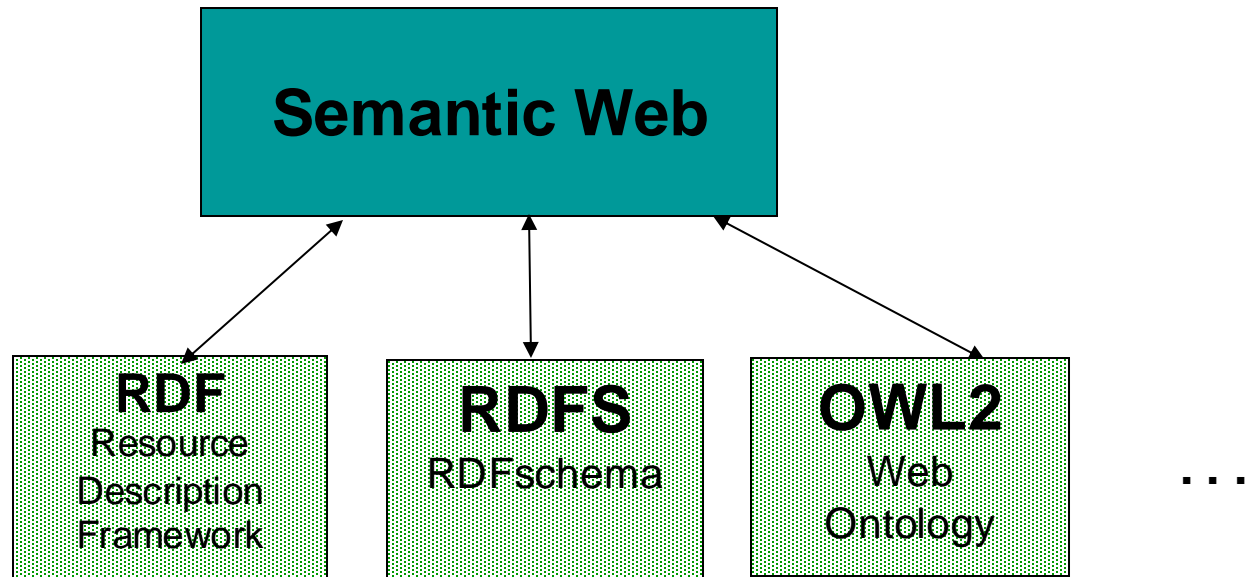 Semantic Web
RDF
Resource
Description
Framework
RDFS
RDFschema
OWL2
Web
Ontology
. . .